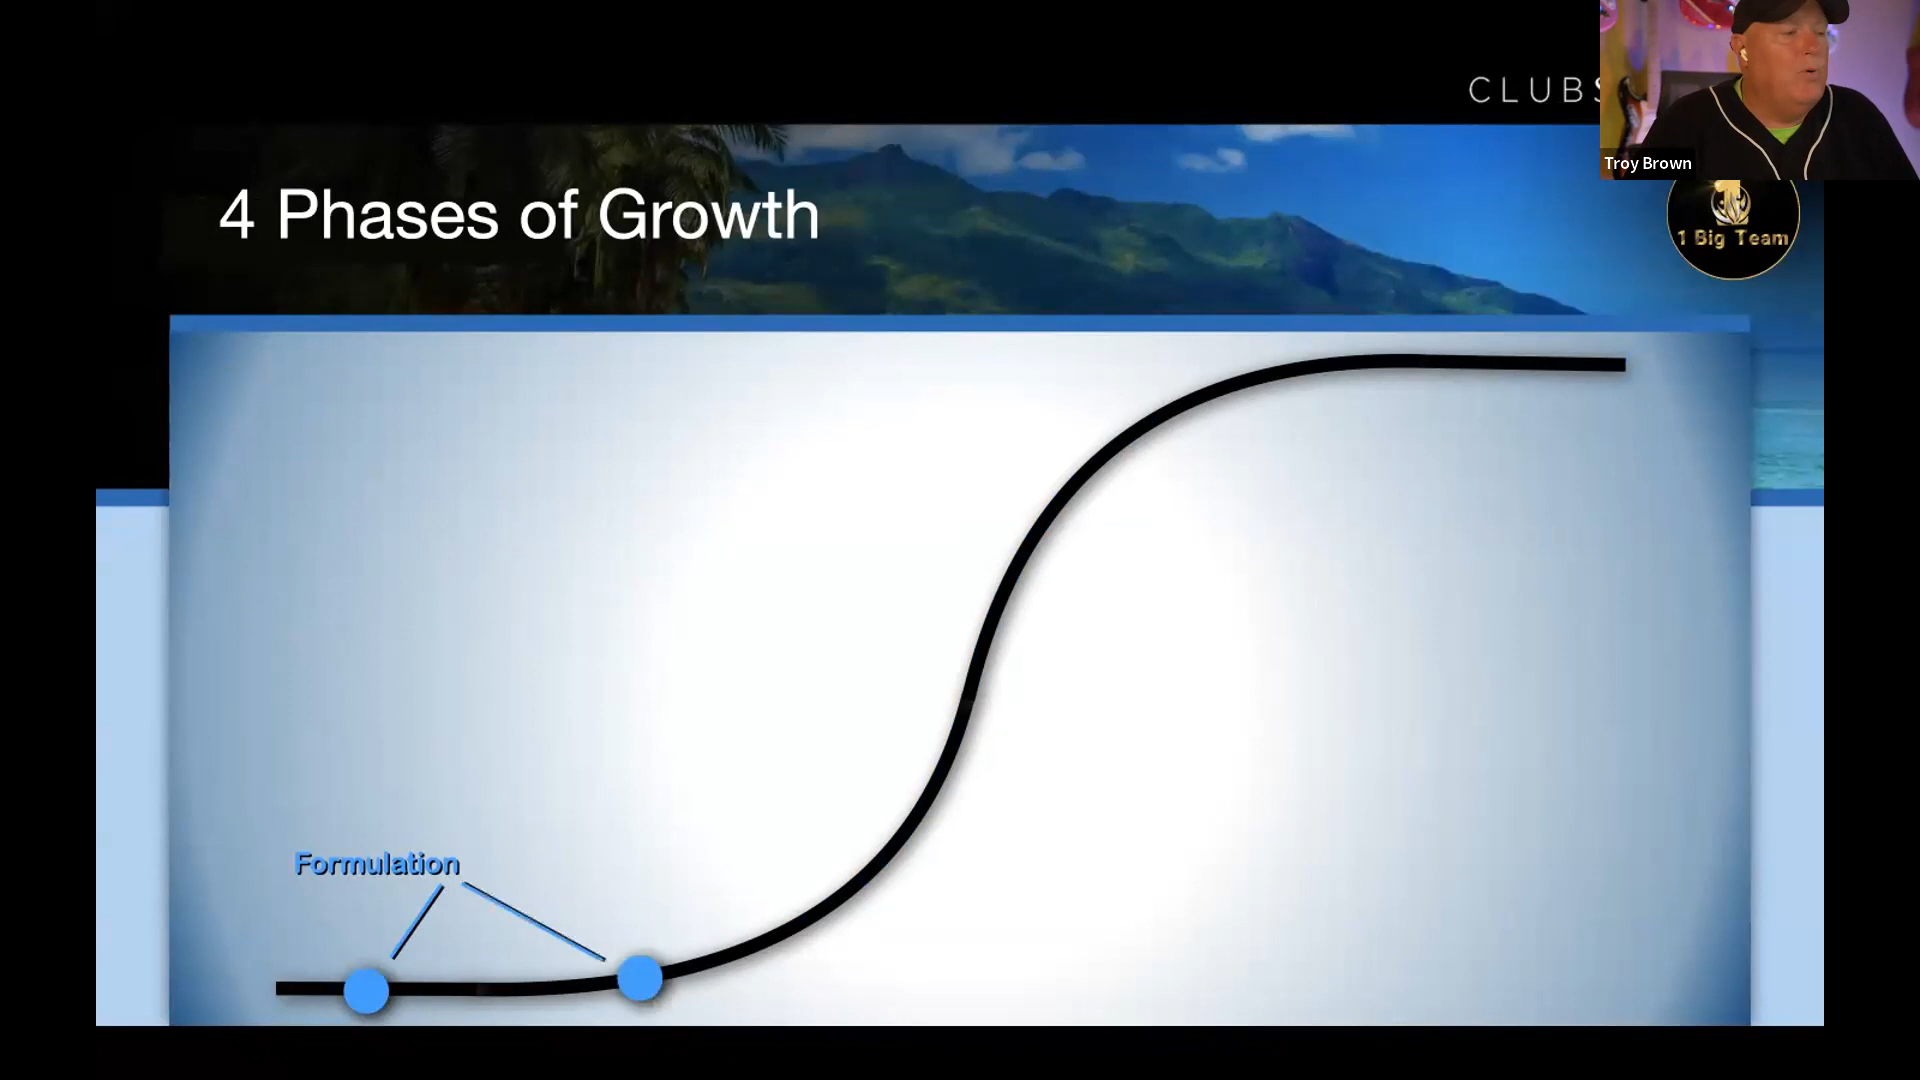 CLUBS
Troy Brown
4 Phases of Growth
1 Big Team
Formulation